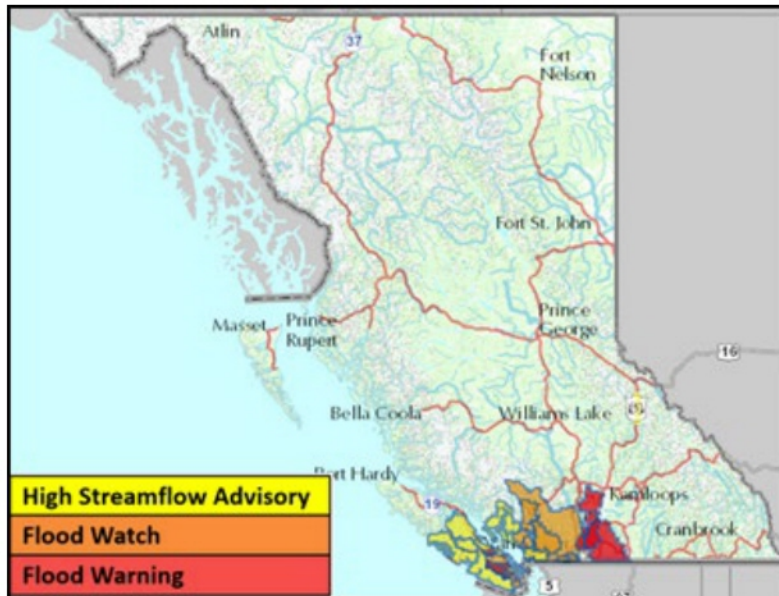 Atlin
37
Fort
Nelson
Fort St. John
Masset
Prince
Rupert
Prince
George
16
Bella Coola
Williams Lake
Port Hardy
High Streamflow Advisory
19
Kamloops
Flood Watch
Cranbrook
Flood Warning
5